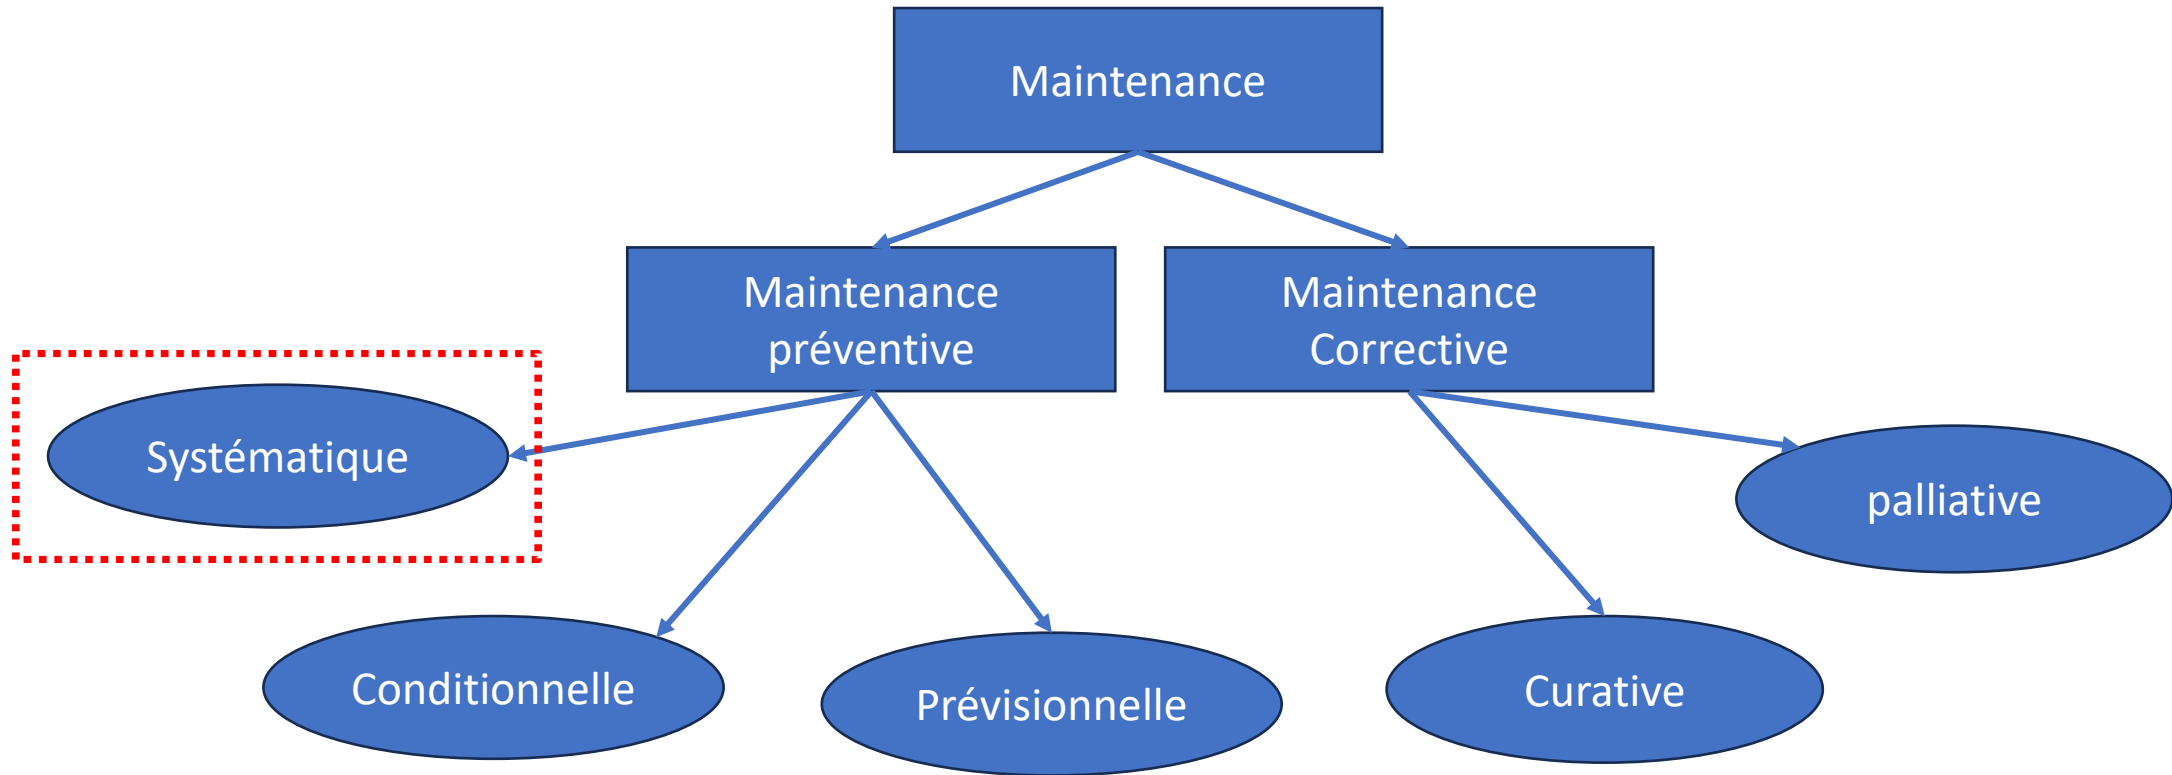 Maintenance
Maintenance
préventive
Maintenance
Corrective
Systématique
palliative
Conditionnelle
Prévisionnelle
Curative